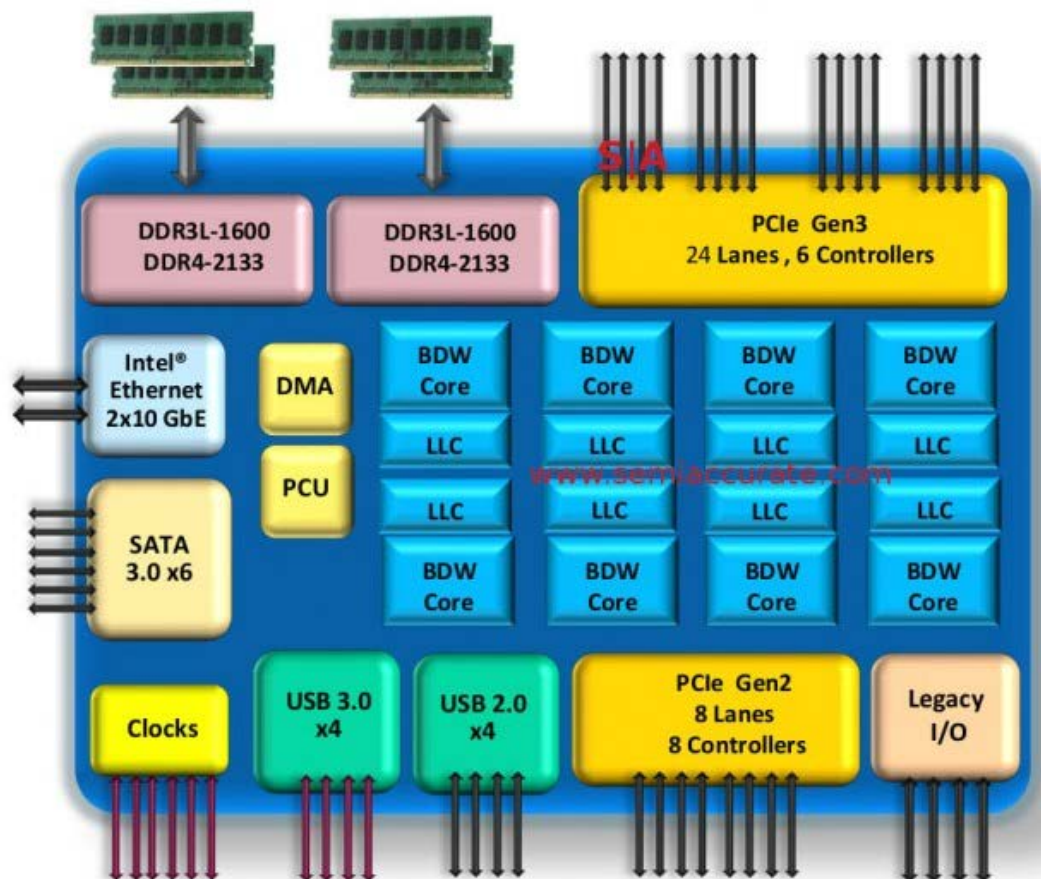 S|A
DDR3L-1600
DDR4-2133
DDR3L-1600
DDR4-2133
PCIe Gen3
24 Lanes , 6 Controllers
Intel®
Ethernet
2x10 GbE
DMA
PCU
BDW
Core
BDW
Core
BDW
Core
BDW
Core
LLC
LLC
LLC
LLC
www.semiaccurate.com
LLC
LLC
LLC
LLC
BDW
Core
BDW
Core
BDW
Core
BDW
Core
SATA
3.0 x6
Clocks
USB 3.0
x4
USB 2.0
x4
PCIe Gen2
8 Lanes
8 Controllers
Legacy
I/O